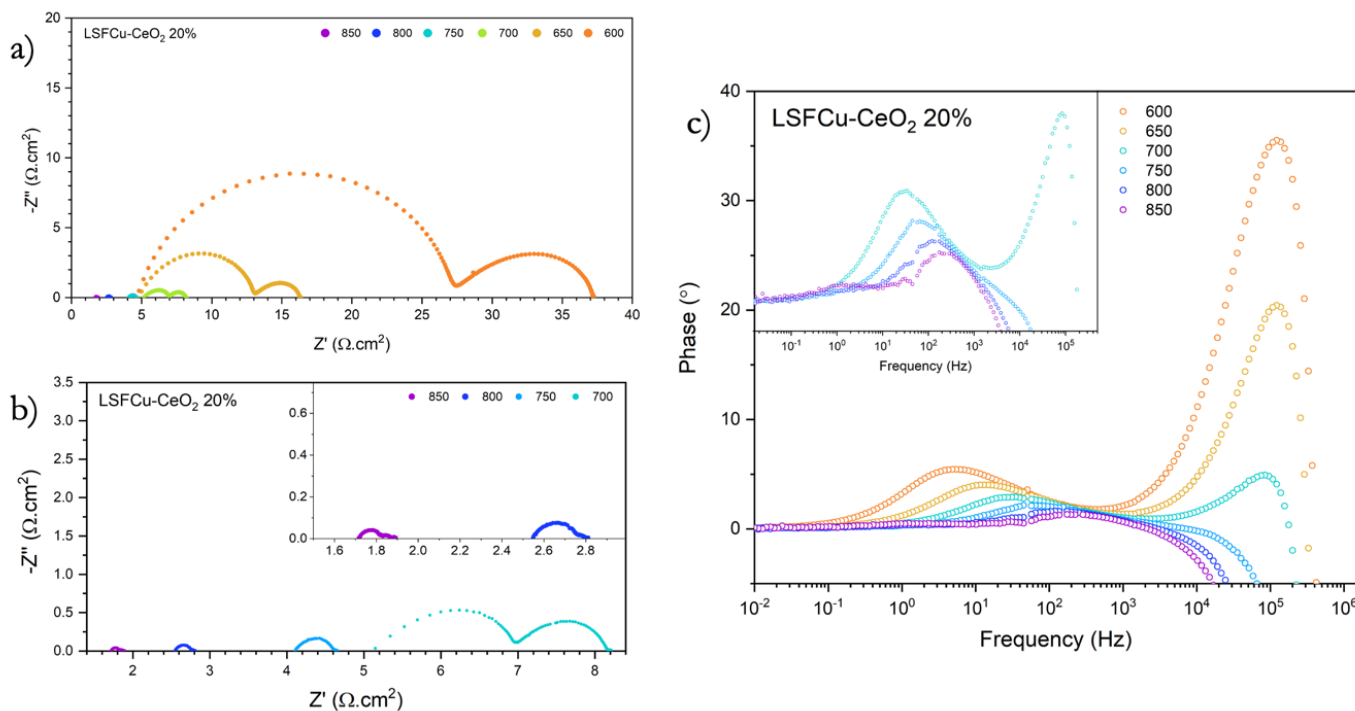 a)
LSFCu-CeO₂ 20%
850 800 750 700 650 600
20
15
10
5
0
-Z" (Ω.cm²)
0 5 10 15 20 25 30 35 40
Z' (Ω.cm²)
b)
LSFCu-CeO₂ 20%
850 800 750 700
3.5
3.0
2.5
2.0
1.5
1.0
0.5
0.0
-Z" (Ω.cm²)
0.6
0.4
0.2
0.0
1.6 1.8 2.0 2.2 2.4 2.6 2.8
2 3 4 5 6 7 8
Z' (Ω.cm²)
c)
LSFCu-CeO₂ 20%
600
650
700
750
800
850
40
30
20
10
0
Phase (°)
10⁻¹ 10⁰ 10¹ 10² 10³ 10⁴ 10⁵
Frequency (Hz)
10⁻² 10⁻¹ 10⁰ 10¹ 10² 10³ 10⁴ 10⁵ 10⁶
Frequency (Hz)